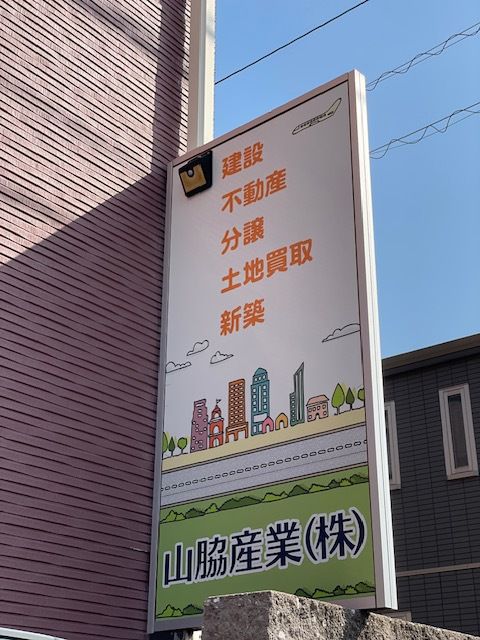 建設
不動産
分譲
土地買取
新築
山脇産業(株)